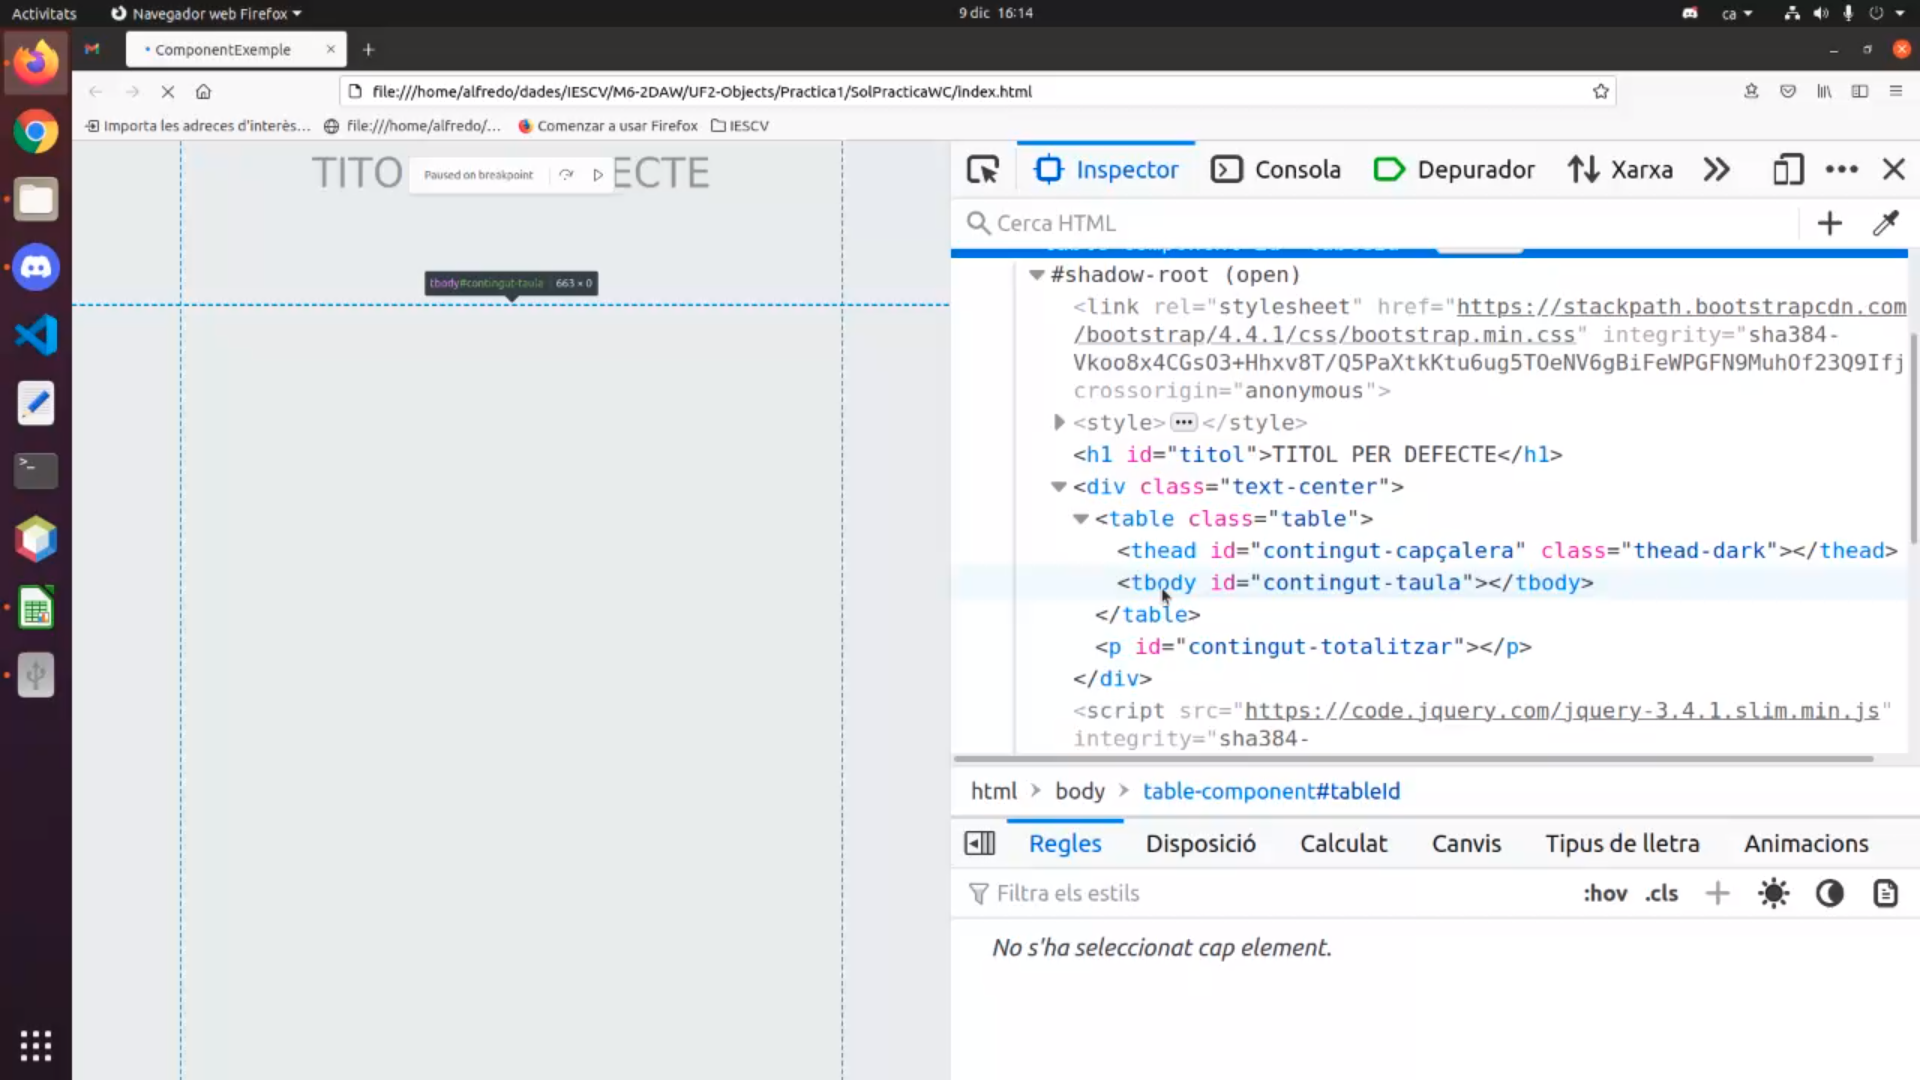 Activitats
Navegador web Firefox
9 dic 16:14
ca
ComponentExemple
file:///home/alfredo/dades/IESCV/M6-2DAW/UF2-Objects/Practica1/SolPracticaWC/index.html
Importa les adreces d'interès...
file:///home/alfredo/...
Comenzar a usar Firefox
IESCV
TITO
ECTE
Paused on breakpoint
tbody#contingut-taula
663 × 0
Inspector
Consola
Depurador
Xarxa
Cerca HTML
#shadow-root (open)
<link rel="stylesheet" href="https://stackpath.bootstrapcdn.com
/bootstrap/4.4.1/css/bootstrap.min.css" integrity="sha384-
Vkoo8x4CGsO3+Hhxv8T/Q5PaXtkKtu6ug5TOeNV6gBiFeWPGFN9MuhOf23Q9Ifj
crossorigin="anonymous">
<style> ••• </style>
<h1 id="titol">TITOL PER DEFECTE</h1>
<div class="text-center">
<table class="table">
<thead id="contingut-capçalera" class="thead-dark"></thead>
<tbody id="contingut-taula"></tbody>
</table>
<p id="contingut-totalitzar"></p>
</div>
<script src="https://code.jquery.com/jquery-3.4.1.slim.min.js"
integrity="sha384-
html > body > table-component#tableId
Regles
Disposició
Calculat
Canvis
Tipus de lletra
Animacions
Filtra els estils
:hov
.cls
No s'ha seleccionat cap element.